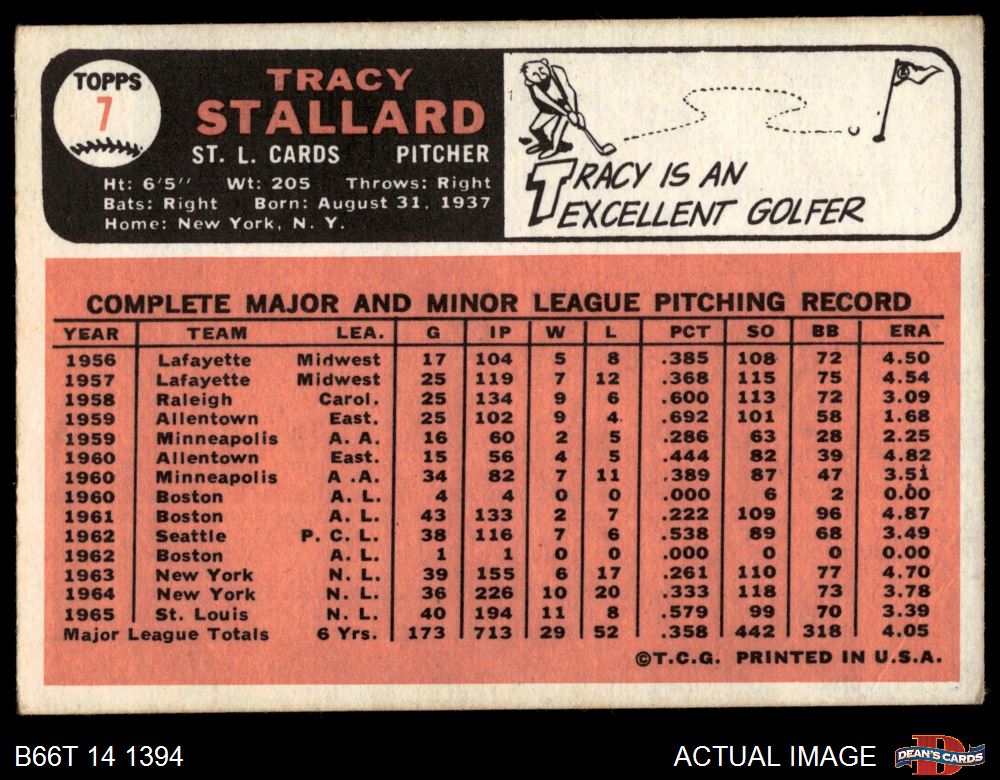 TOPPS
7
TRACY
STALLARD
ST. L. CARDS PITCHER
Ht: 6'5" Wt: 205 Throws: Right
Bats: Right Born: August 31, 1937
Home: New York, N. Y.
TRACY IS AN
EXCELLENT GOLFER
COMPLETE MAJOR AND MINOR LEAGUE PITCHING RECORD
YEAR TEAM LEA. G IP W L PCT SO BB ERA
1956 Lafayette Midwest 17 104 5 8 .385 108 72 4.50
1957 Lafayette Midwest 25 119 7 12 .368 115 75 4.54
1958 Raleigh Carol. 25 134 9 6 .600 113 72 3.09
1959 Allentown East. 25 102 9 4 .692 101 58 1.68
1959 Minneapolis A. A. 16 60 2 5 .286 63 28 2.25
1960 Allentown East. 15 56 4 5 .444 82 39 4.82
1960 Minneapolis A .A. 34 82 7 11 .389 87 47 3.51
1960 Boston A. L. 4 4 0 0 .000 6 2 0.00
1961 Boston A. L. 43 133 2 7 .222 109 96 4.87
1962 Seattle P. C. L. 38 116 7 6 .538 89 68 3.49
1962 Boston A. L. 1 1 0 0 .000 0 0 0.00
1963 New York N. L. 39 155 6 17 .261 110 77 4.70
1964 New York N. L. 36 226 10 20 .333 118 73 3.78
1965 St. Louis N. L. 40 194 11 8 .579 99 70 3.39
Major League Totals 6 Yrs. 173 713 29 52 .358 442 318 4.05
©T.C.G. PRINTED IN U.S.A.
B66T 14 1394 ACTUAL IMAGE DEAN'S CARDS